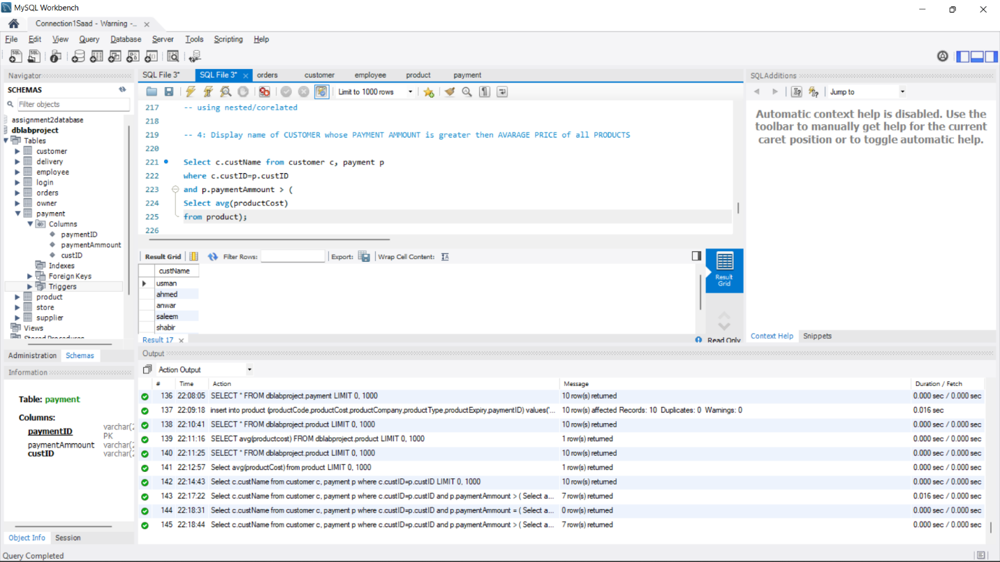 MySQL Workbench
Connection1Saad - Warning -...
File Edit View Query Database Server Tools Scripting Help
Navigator
SCHEMAS
Filter objects
assignment2database
dblabproject
Tables
customer
delivery
employee
login
orders
owner
payment
Columns
paymentID
paymentAmmount
custID
Indexes
Foreign Keys
Triggers
product
store
supplier
Views
Stored Procedures
Administration Schemas
Information
Table: payment
Columns:
paymentID varchar(2
PK
paymentAmmount varchar(2
custID varchar(2
Object Info Session
Query Completed
SQL File 3* SQL File 3* orders customer employee product payment
Limit to 1000 rows
217 -- using nested/corelated
218
219 -- 4: Display name of CUSTOMER whose PAYMENT AMMOUNT is greater then AVARAGE PRICE of all PRODUCTS
220
221 Select c.custName from customer c, payment p
222 where c.custID=p.custID
223 and p.paymentAmmount > (
224 Select avg(productCost)
225 from product);
226
Result Grid Filter Rows: Export: Wrap Cell Content:
custName
usman
ahmed
anwar
saleem
shabir
Result Grid
Result 17 Read Only
SQLAdditions
Jump to
Automatic context help is disabled. Use the
toolbar to manually get help for the current
caret position or to toggle automatic help.
Context Help Snippets
Output
Action Output
# Time Action Message Duration / Fetch
136 22:08:05 SELECT * FROM dblabproject.payment LIMIT 0, 1000 10 row(s) returned 0.000 sec / 0.000 sec
137 22:09:18 insert into product (productCode,productCost,productCompany,productType,productExpiry,paymentID) values('... 10 row(s) affected Records: 10 Duplicates: 0 Warnings: 0 0.016 sec
138 22:10:41 SELECT * FROM dblabproject.product LIMIT 0, 1000 10 row(s) returned 0.000 sec / 0.000 sec
139 22:11:16 SELECT avg(productcost) FROM dblabproject.product LIMIT 0, 1000 1 row(s) returned 0.000 sec / 0.000 sec
140 22:11:25 SELECT * FROM dblabproject.product LIMIT 0, 1000 10 row(s) returned 0.000 sec / 0.000 sec
141 22:12:57 Select avg(productCost) from product LIMIT 0, 1000 1 row(s) returned 0.000 sec / 0.000 sec
142 22:14:43 Select c.custName from customer c, payment p where c.custID=p.custID LIMIT 0, 1000 10 row(s) returned 0.000 sec / 0.000 sec
143 22:17:22 Select c.custName from customer c, payment p where c.custID=p.custID and p.paymentAmmount > ( Select a... 7 row(s) returned 0.016 sec / 0.000 sec
144 22:18:31 Select c.custName from customer c, payment p where c.custID=p.custID and p.paymentAmmount = ( Select a... 0 row(s) returned 0.000 sec / 0.000 sec
145 22:18:44 Select c.custName from customer c, payment p where c.custID=p.custID and p.paymentAmmount > ( Select a... 7 row(s) returned 0.000 sec / 0.000 sec